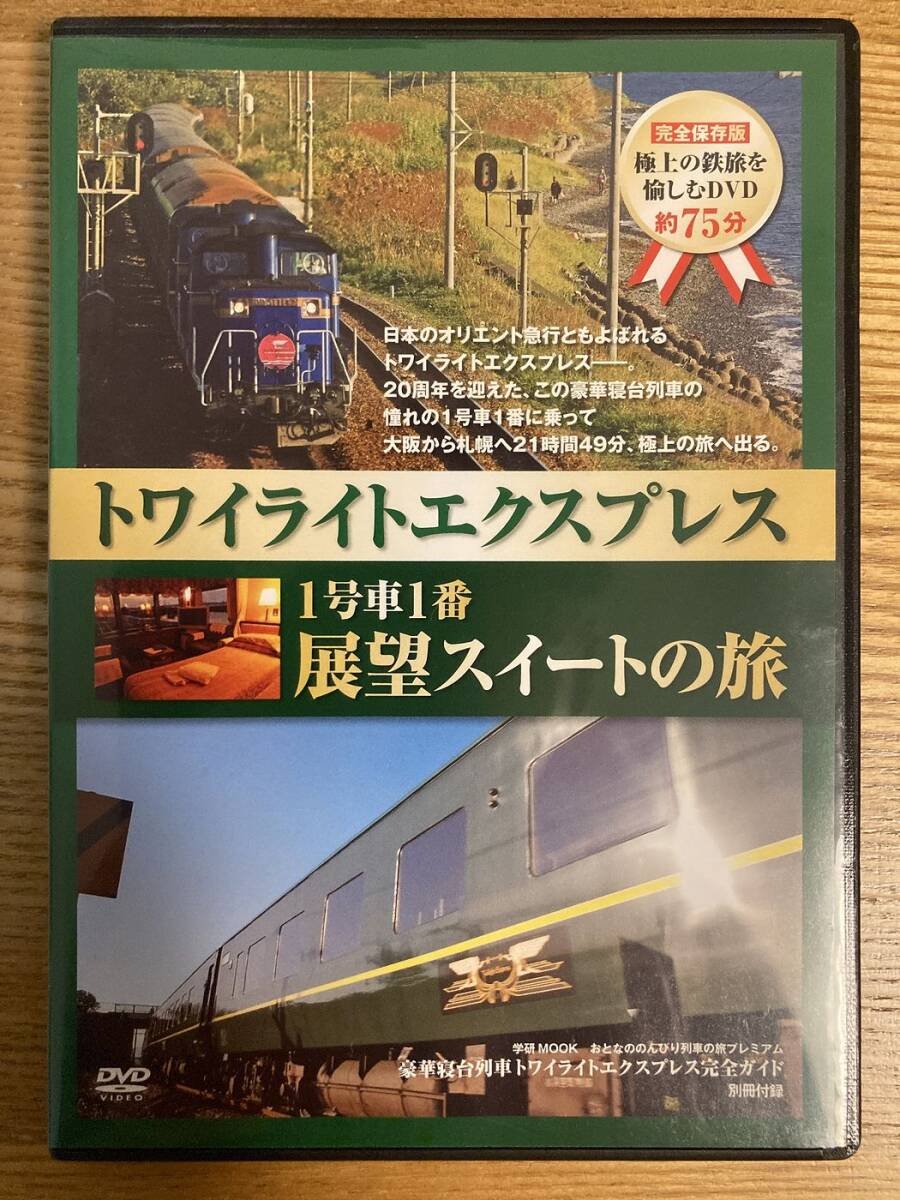 完全保存版
極上の鉄旅を
愉しむDVD
約75分
日本のオリエント急行ともよばれる
トワイライトエクスプレス――。
20周年を迎えた、この豪華寝台列車の
憧れの1号車1番に乗って
大阪から札幌へ21時間49分、極上の旅へ出る。
トワイライトエクスプレス
1号車1番
展望スイートの旅
学研MOOK おとなののんびり列車の旅プレミアム
豪華寝台列車トワイライトエクスプレス完全ガイド
別冊付録
DVD
VIDEO